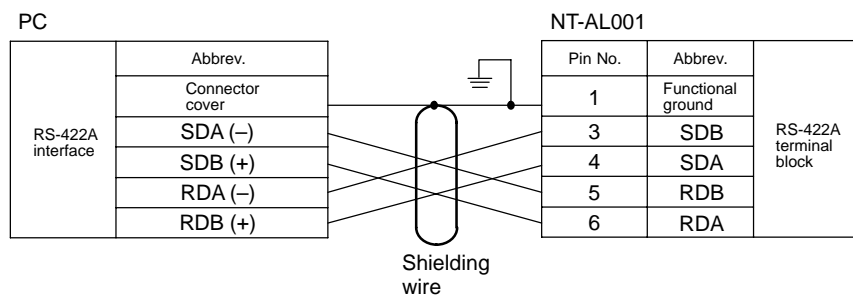 PC
NT-AL001
Abbrev.
Pin No.
Abbrev.
Connector
cover
1
Functional
ground
RS-422A
interface
SDA (–)
3
SDB
RS-422A
terminal
block
SDB (+)
4
SDA
RDA (–)
5
RDB
RDB (+)
6
RDA
Shielding
wire